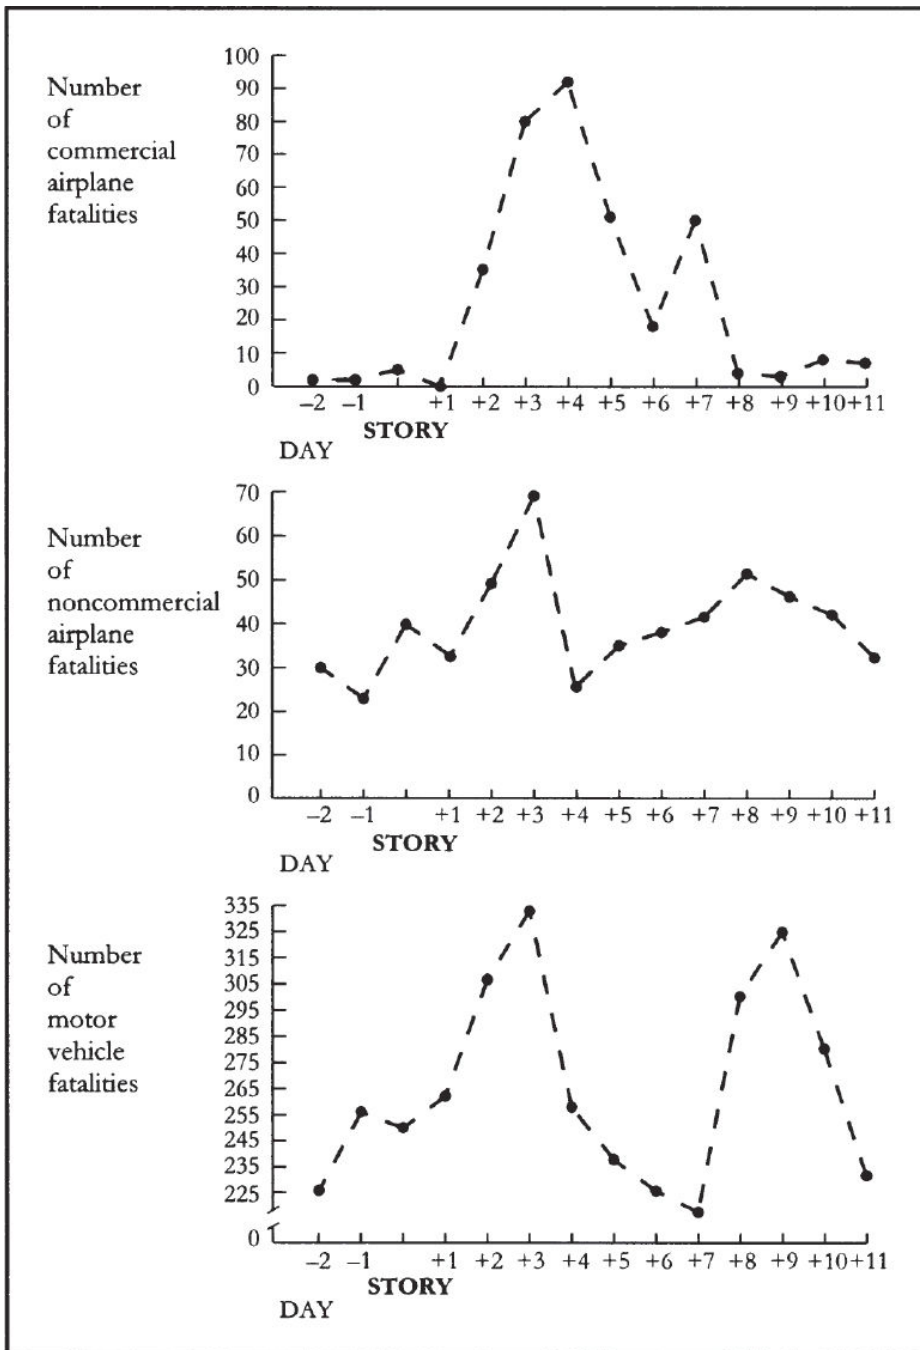 Number
of
commercial
airplane
fatalities
100
90
80
70
60
50
40
30
20
10
0
–2 –1 +1 +2 +3 +4 +5 +6 +7 +8 +9 +10 +11
STORY
DAY
Number
of
noncommercial
airplane
fatalities
70
60
50
40
30
20
10
0
–2 –1 +1 +2 +3 +4 +5 +6 +7 +8 +9 +10 +11
STORY
DAY
Number
of
motor
vehicle
fatalities
335
325
315
305
295
285
275
265
255
245
235
225
0
–2 –1 +1 +2 +3 +4 +5 +6 +7 +8 +9 +10 +11
STORY
DAY